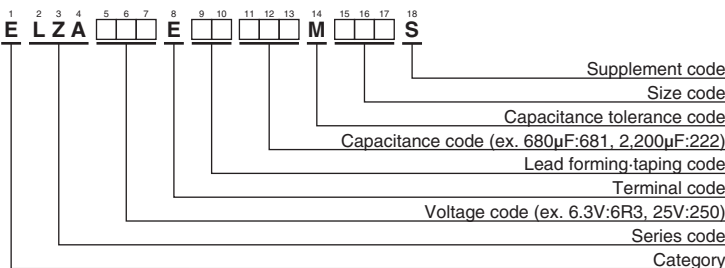 1 2 3 4 5 6 7 8 9 10 11 12 13 14 15 16 17 18
E L Z A E M S
Supplement code
Size code
Capacitance tolerance code
Capacitance code (ex. 680µF:681, 2,200µF:222)
Lead forming·taping code
Terminal code
Voltage code (ex. 6.3V:6R3, 25V:250)
Series code
Category